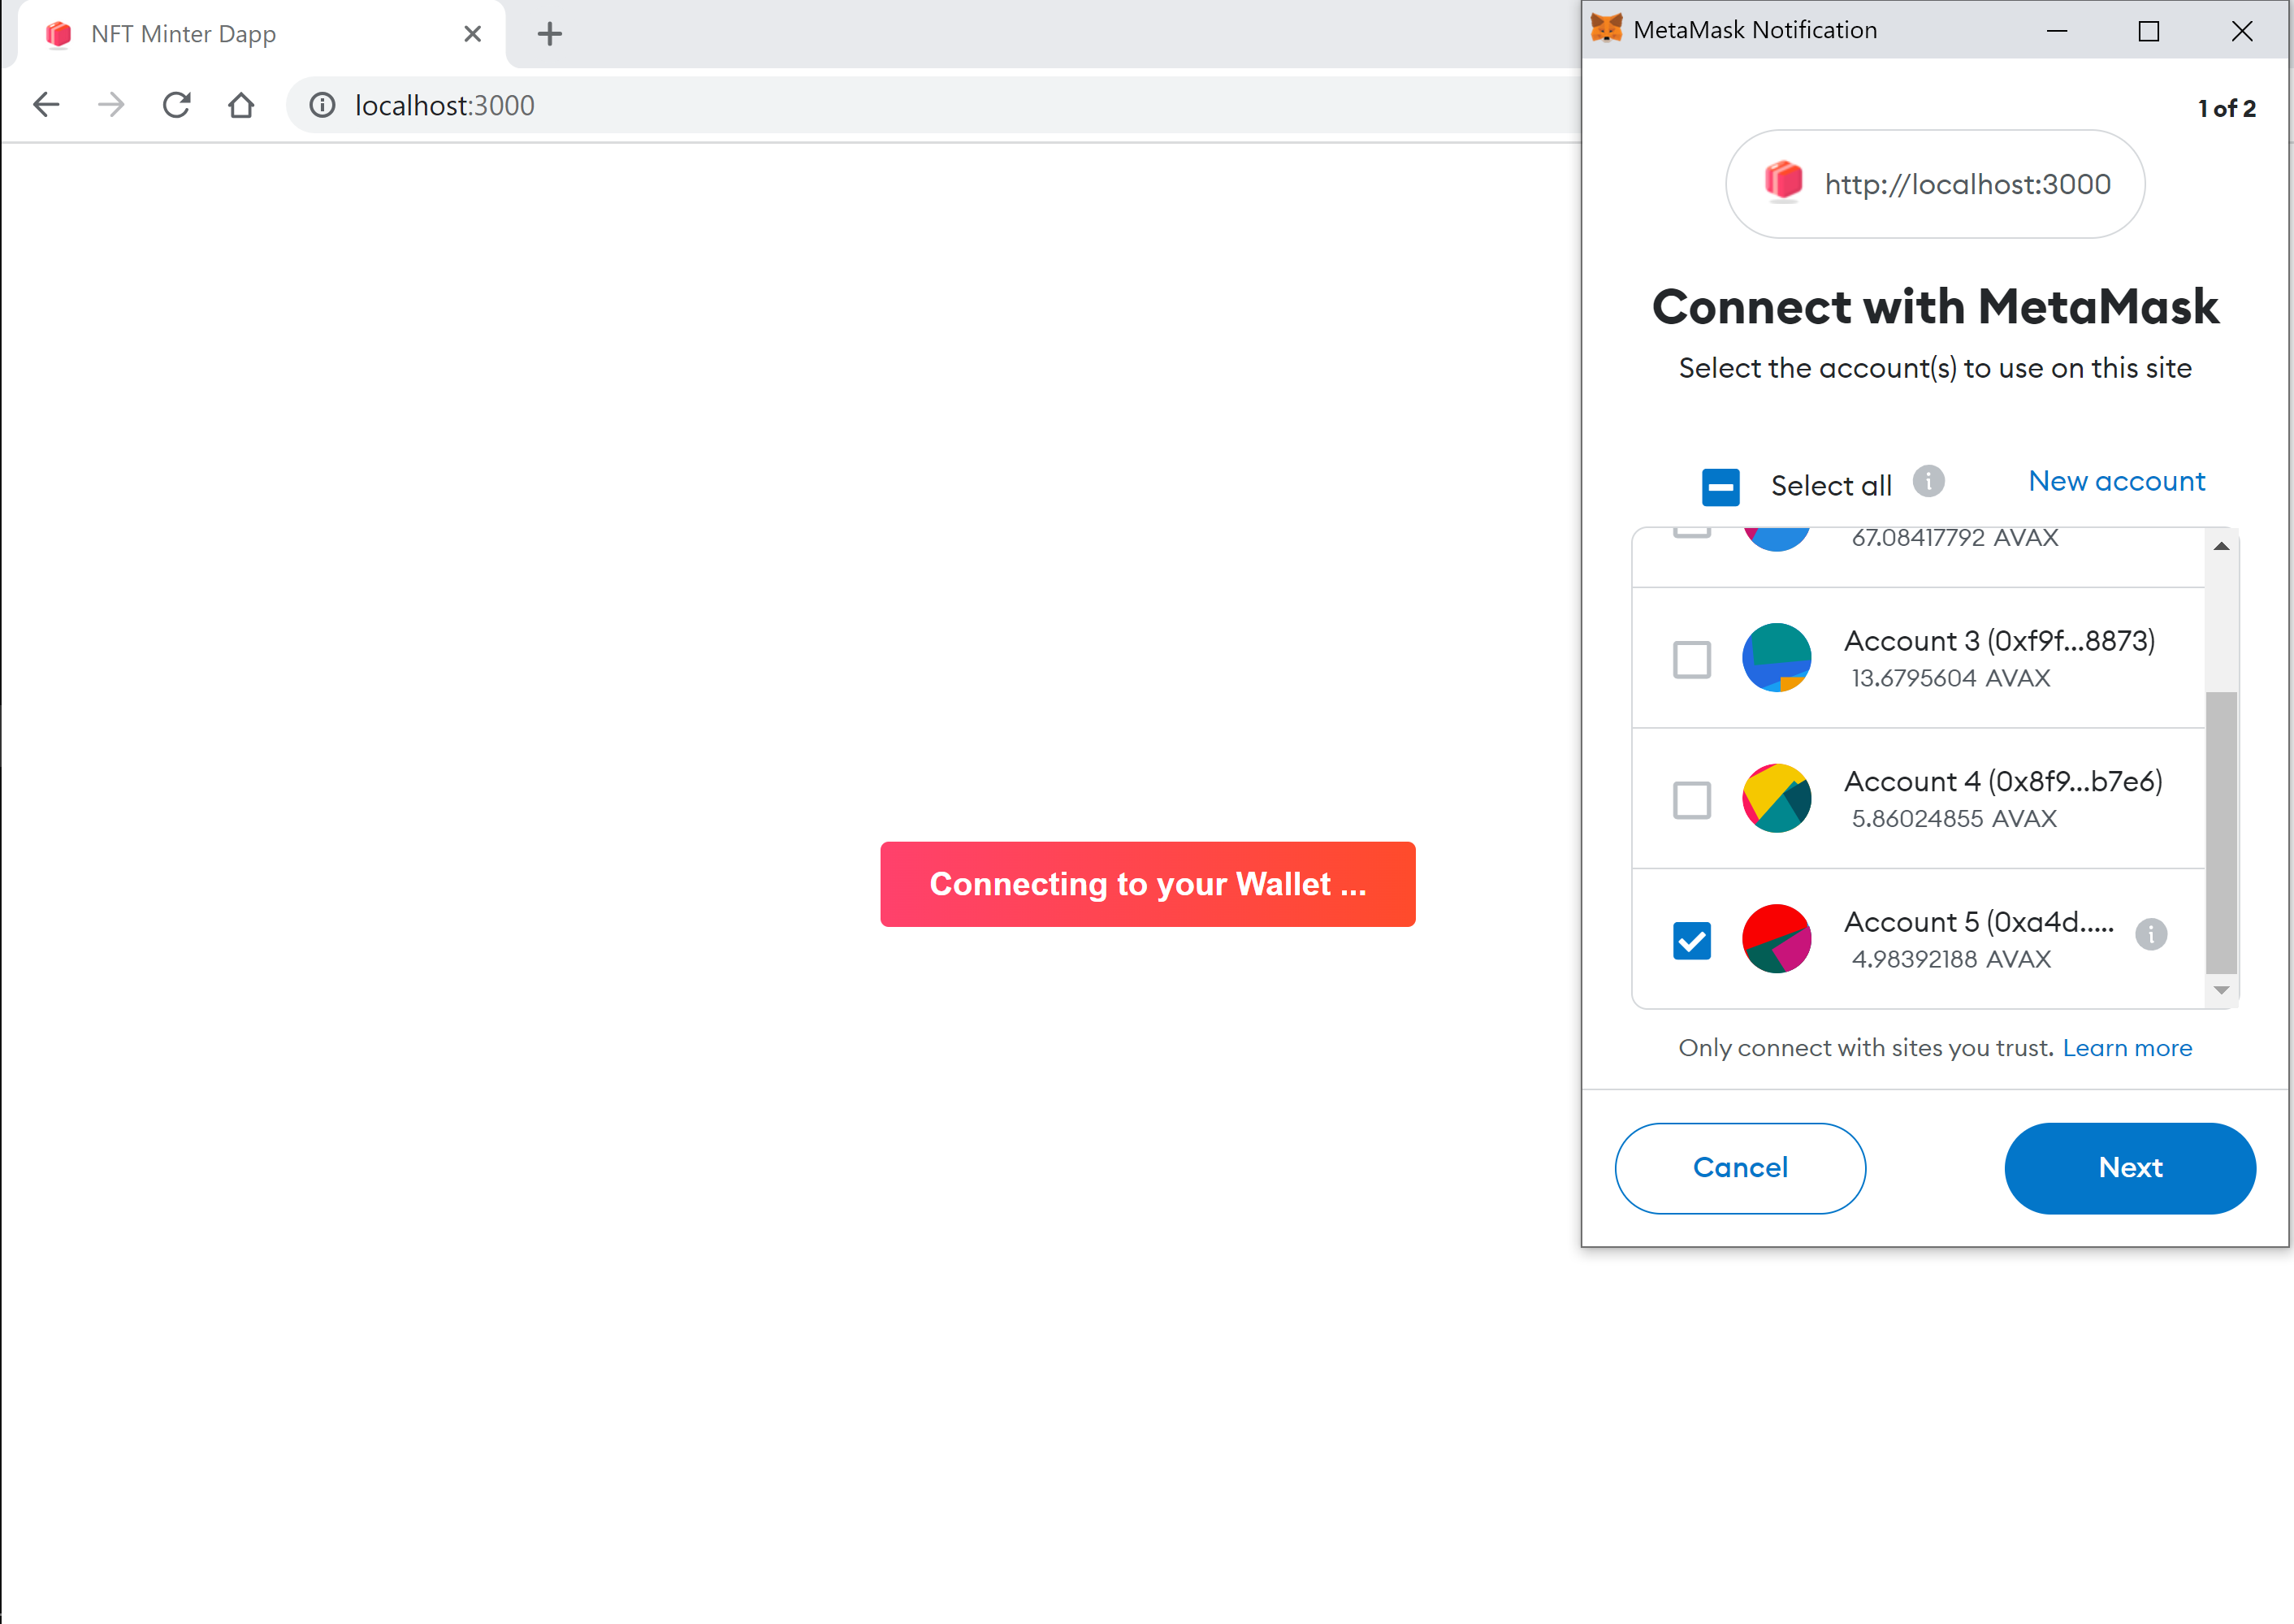 NFT Minter Dapp
localhost:3000
MetaMask Notification
1 of 2
http://localhost:3000
Connect with MetaMask
Select the account(s) to use on this site
Select all
New account
67.08417792 AVAX
Account 3 (0xf9f...8873)
13.6795604 AVAX
Account 4 (0x8f9...b7e6)
5.86024855 AVAX
Account 5 (0xa4d.....
4.98392188 AVAX
Only connect with sites you trust. Learn more
Cancel
Next
Connecting to your Wallet ...